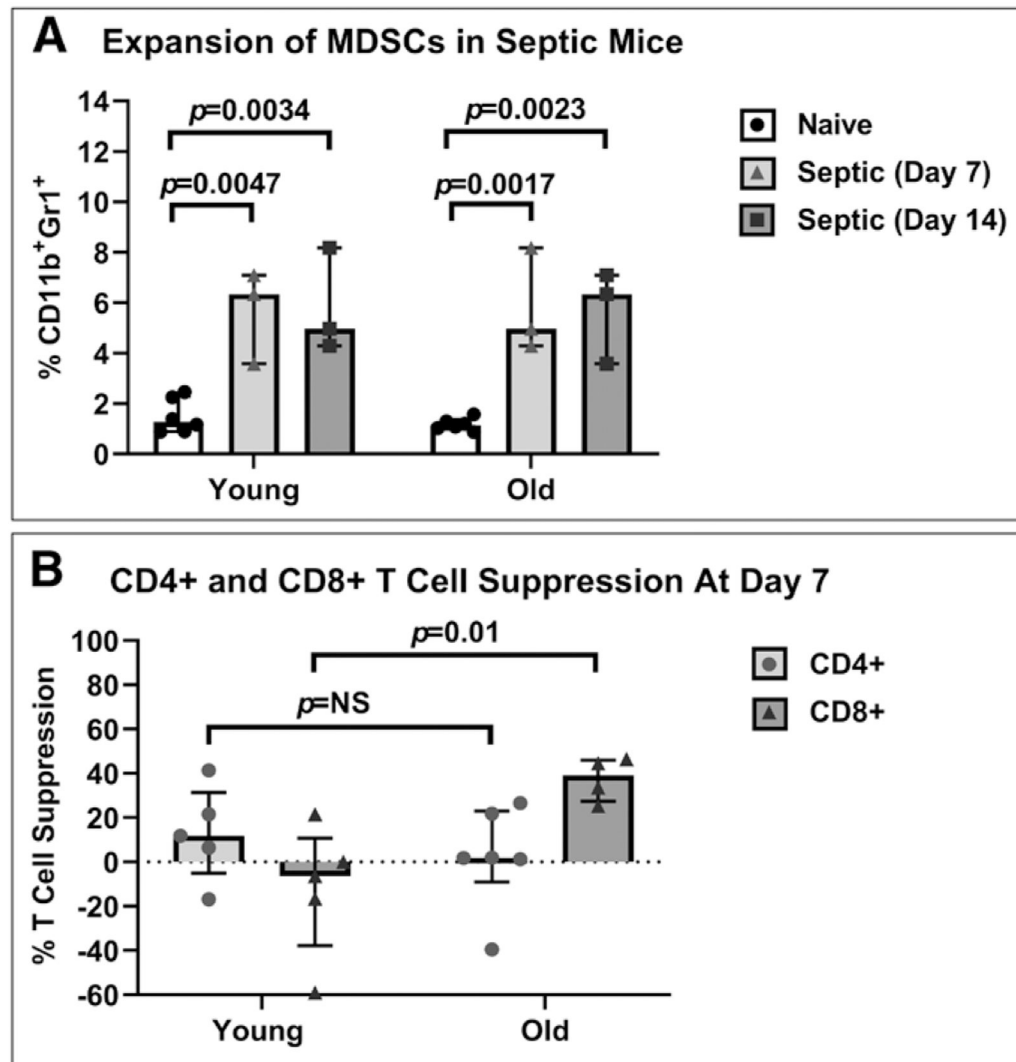 A Expansion of MDSCs in Septic Mice
% CD11b+Gr1+
14
12
10
8
6
4
2
0
p=0.0034
p=0.0047
p=0.0023
p=0.0017
Young
Old
Naive
Septic (Day 7)
Septic (Day 14)
B CD4+ and CD8+ T Cell Suppression At Day 7
% T Cell Suppression
100
80
60
40
20
0
-20
-40
-60
p=0.01
p=NS
Young
Old
CD4+
CD8+